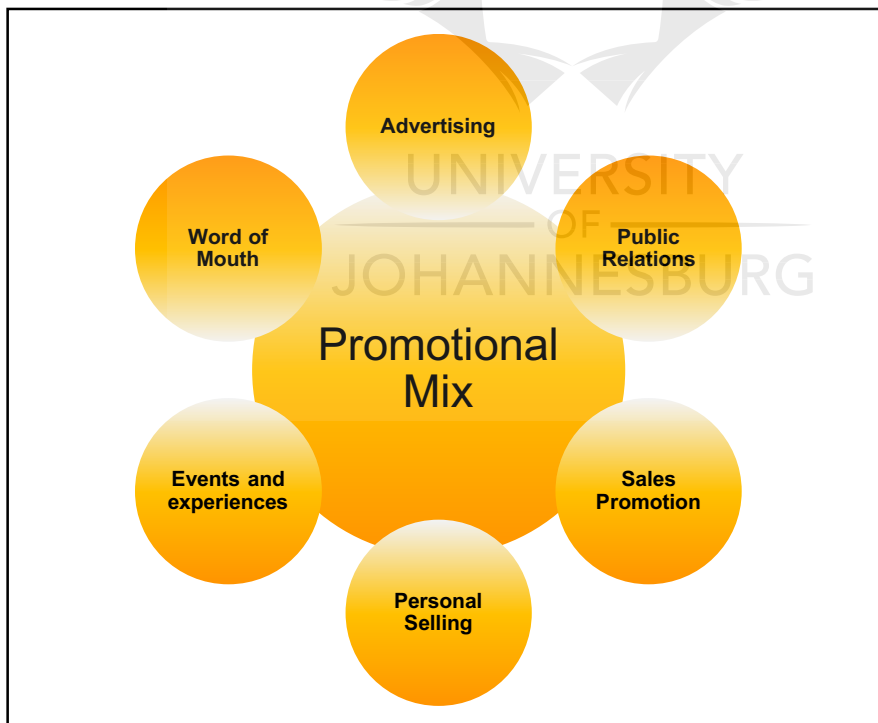 Advertising
UNIVERSITY
OF
JOHANNESBURG
Word of
Mouth
Public
Relations
Promotional
Mix
Events and
experiences
Sales
Promotion
Personal
Selling